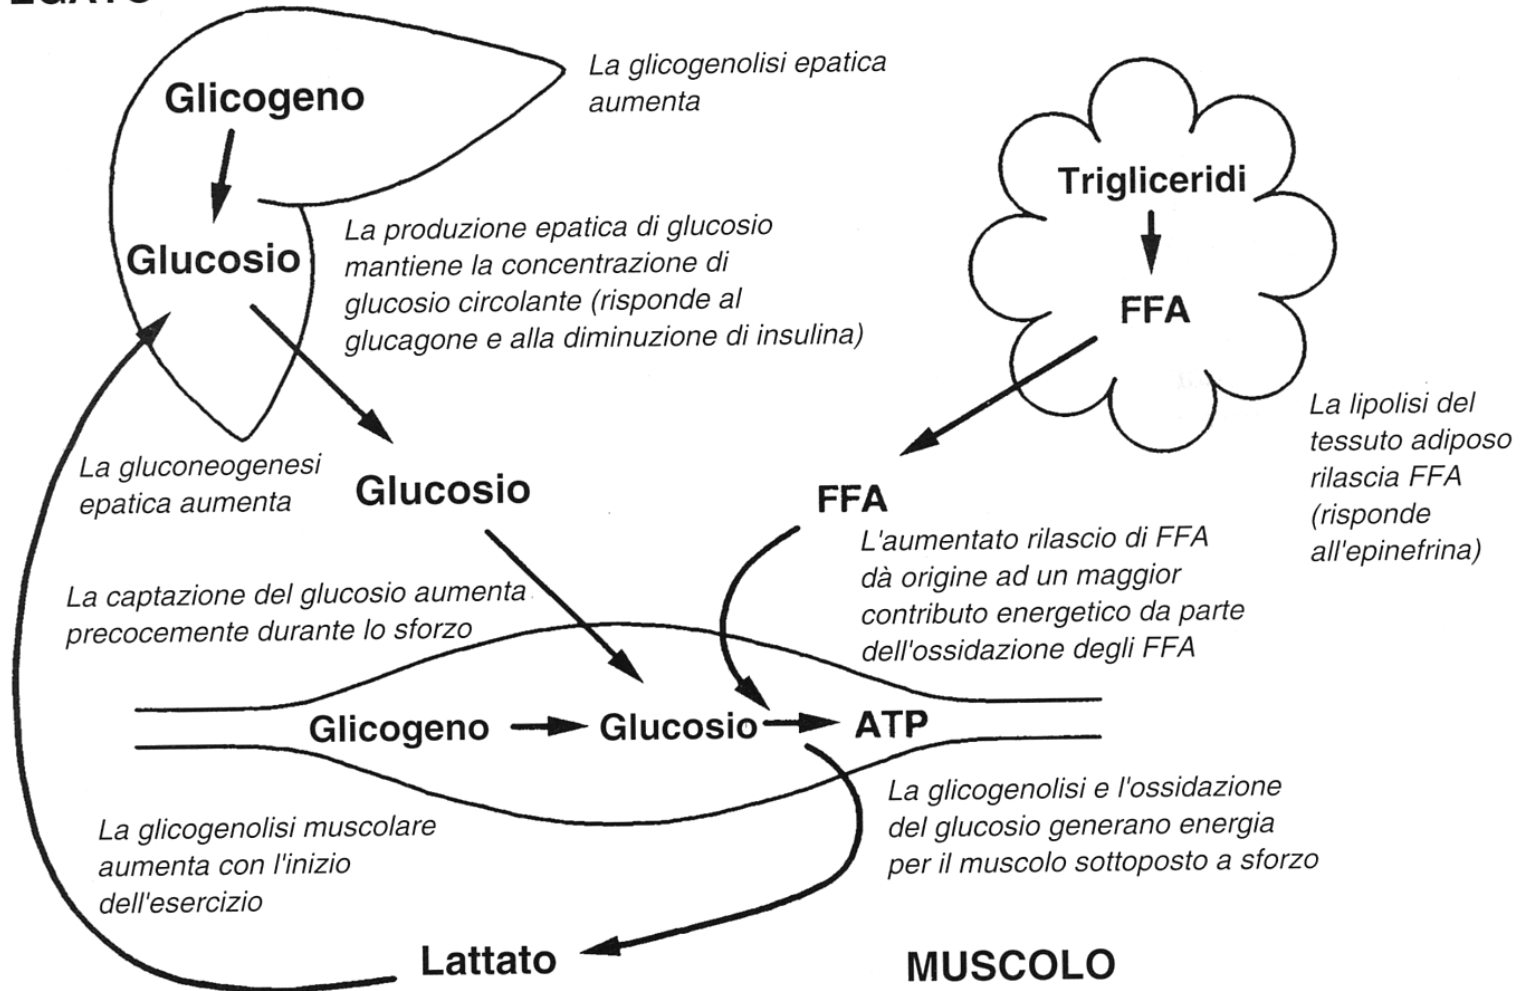 EGATO
Glicogeno
La glicogenolisi epatica
aumenta
Trigliceridi
Glucosio
La produzione epatica di glucosio
mantiene la concentrazione di
glucosio circolante (risponde al
glucagone e alla diminuzione di insulina)
FFA
La lipolisi del
tessuto adiposo
rilascia FFA
(risponde
all'epinefrina)
La gluconeogenesi
epatica aumenta
Glucosio
FFA
L'aumentato rilascio di FFA
dà origine ad un maggior
contributo energetico da parte
dell'ossidazione degli FFA
La captazione del glucosio aumenta
precocemente durante lo sforzo
Glicogeno Glucosio ATP
La glicogenolisi e l'ossidazione
del glucosio generano energia
per il muscolo sottoposto a sforzo
La glicogenolisi muscolare
aumenta con l'inizio
dell'esercizio
Lattato
MUSCOLO